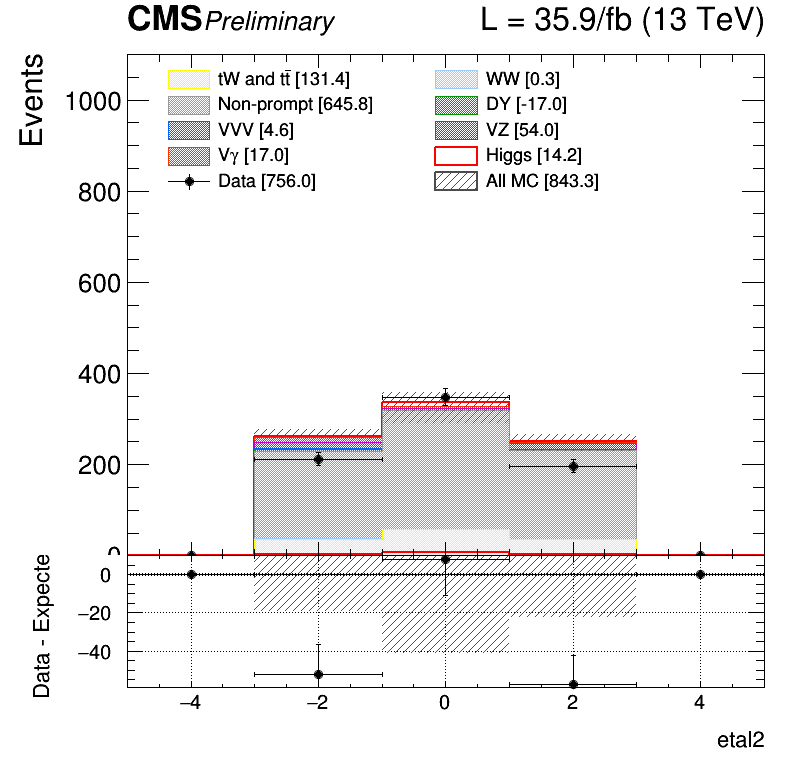 CMS Preliminary L = 35.9/fb (13 TeV)
Events
tW and tt̄ [131.4]
Non-prompt [645.8]
VVV [4.6]
Vγ [17.0]
Data [756.0]
WW [0.3]
DY [-17.0]
VZ [54.0]
Higgs [14.2]
All MC [843.3]
1000
800
600
400
200
0
Data - Expecte
0
−20
−40
−4 −2 0 2 4
etal2